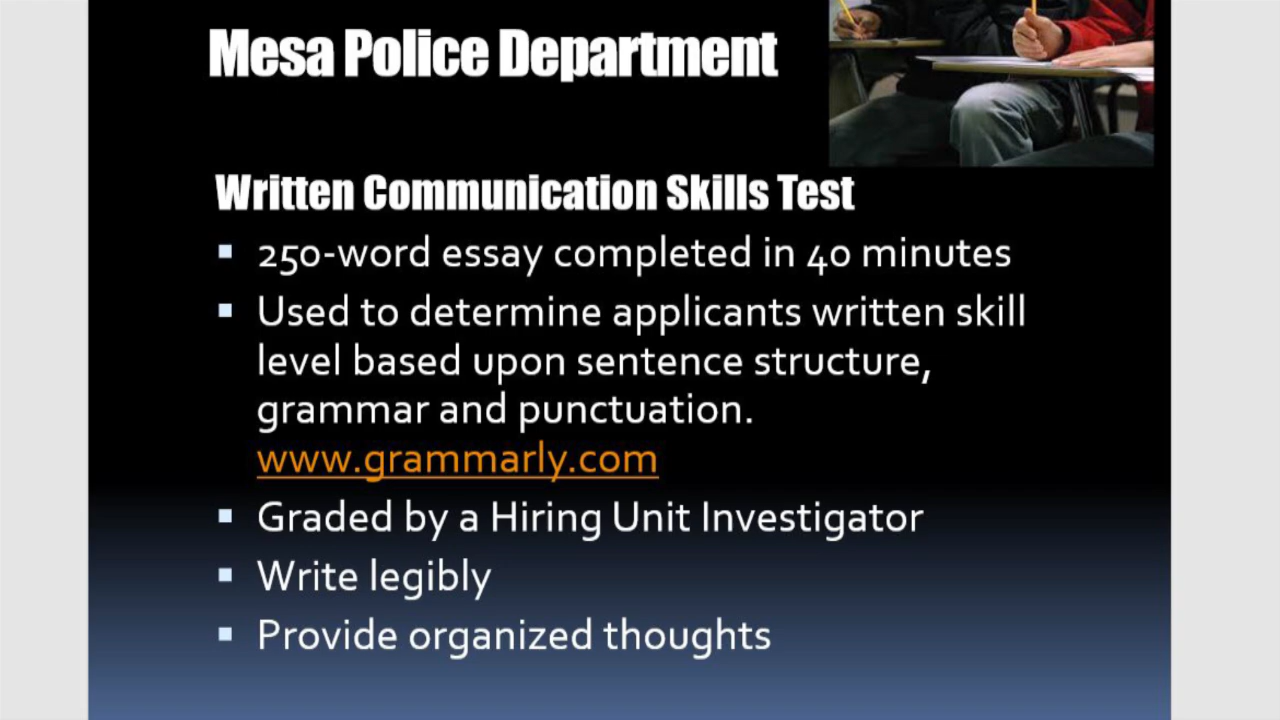 Mesa Police Department
Written Communication Skills Test
▪ 250-word essay completed in 40 minutes
▪ Used to determine applicants written skill
level based upon sentence structure,
grammar and punctuation.
www.grammarly.com
▪ Graded by a Hiring Unit Investigator
▪ Write legibly
▪ Provide organized thoughts